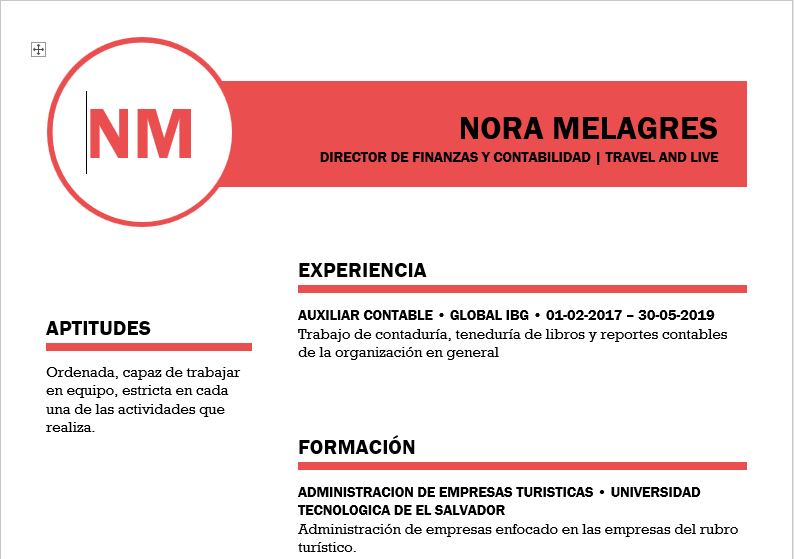 NM
NORA MELAGRES
DIRECTOR DE FINANZAS Y CONTABILIDAD | TRAVEL AND LIVE
APTITUDES
Ordenada, capaz de trabajar
en equipo, estricta en cada
una de las actividades que
realiza.
EXPERIENCIA
AUXILIAR CONTABLE • GLOBAL IBG • 01-02-2017 – 30-05-2019
Trabajo de contaduría, teneduría de libros y reportes contables
de la organización en general
FORMACIÓN
ADMINISTRACION DE EMPRESAS TURISTICAS • UNIVERSIDAD
TECNOLOGICA DE EL SALVADOR
Administración de empresas enfocado en las empresas del rubro
turístico.